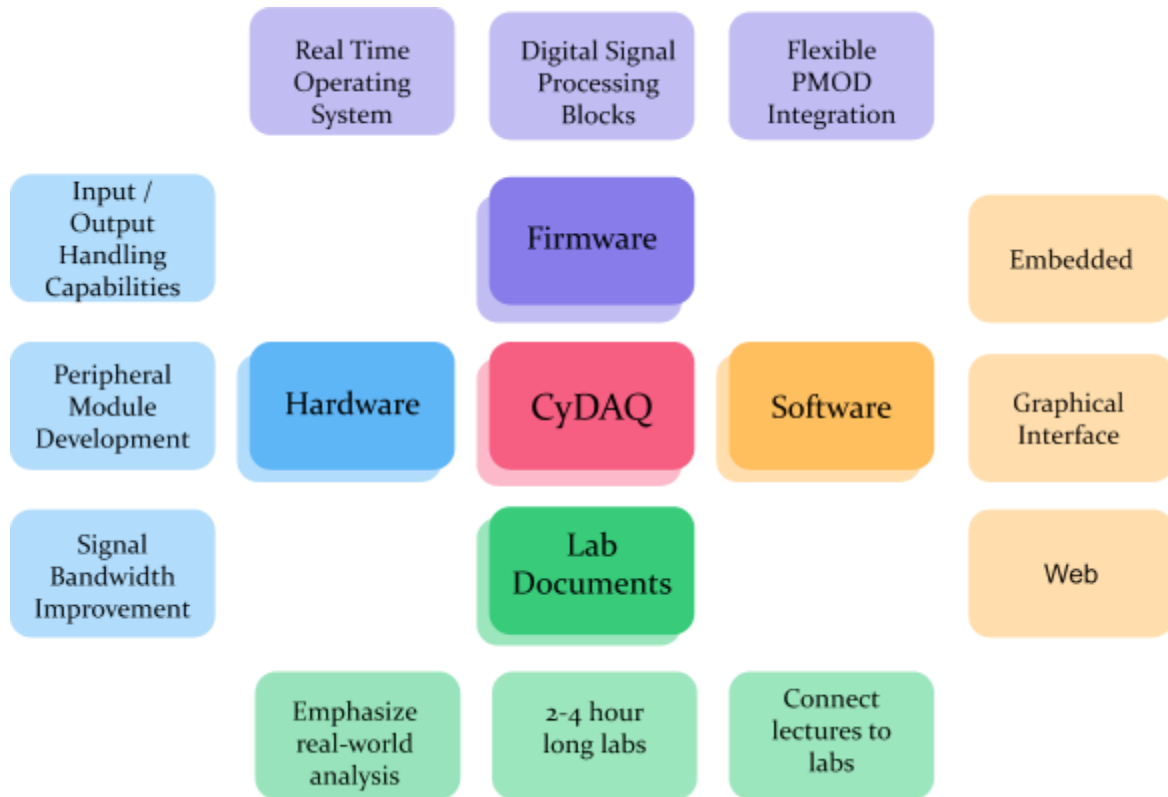 Real Time
Operating
System
Digital Signal
Processing
Blocks
Flexible
PMOD
Integration
Input /
Output
Handling
Capabilities
Firmware
Embedded
Peripheral
Module
Development
Hardware
CyDAQ
Software
Graphical
Interface
Signal
Bandwidth
Improvement
Lab
Documents
Web
Emphasize
real-world
analysis
2-4 hour
long labs
Connect
lectures to
labs